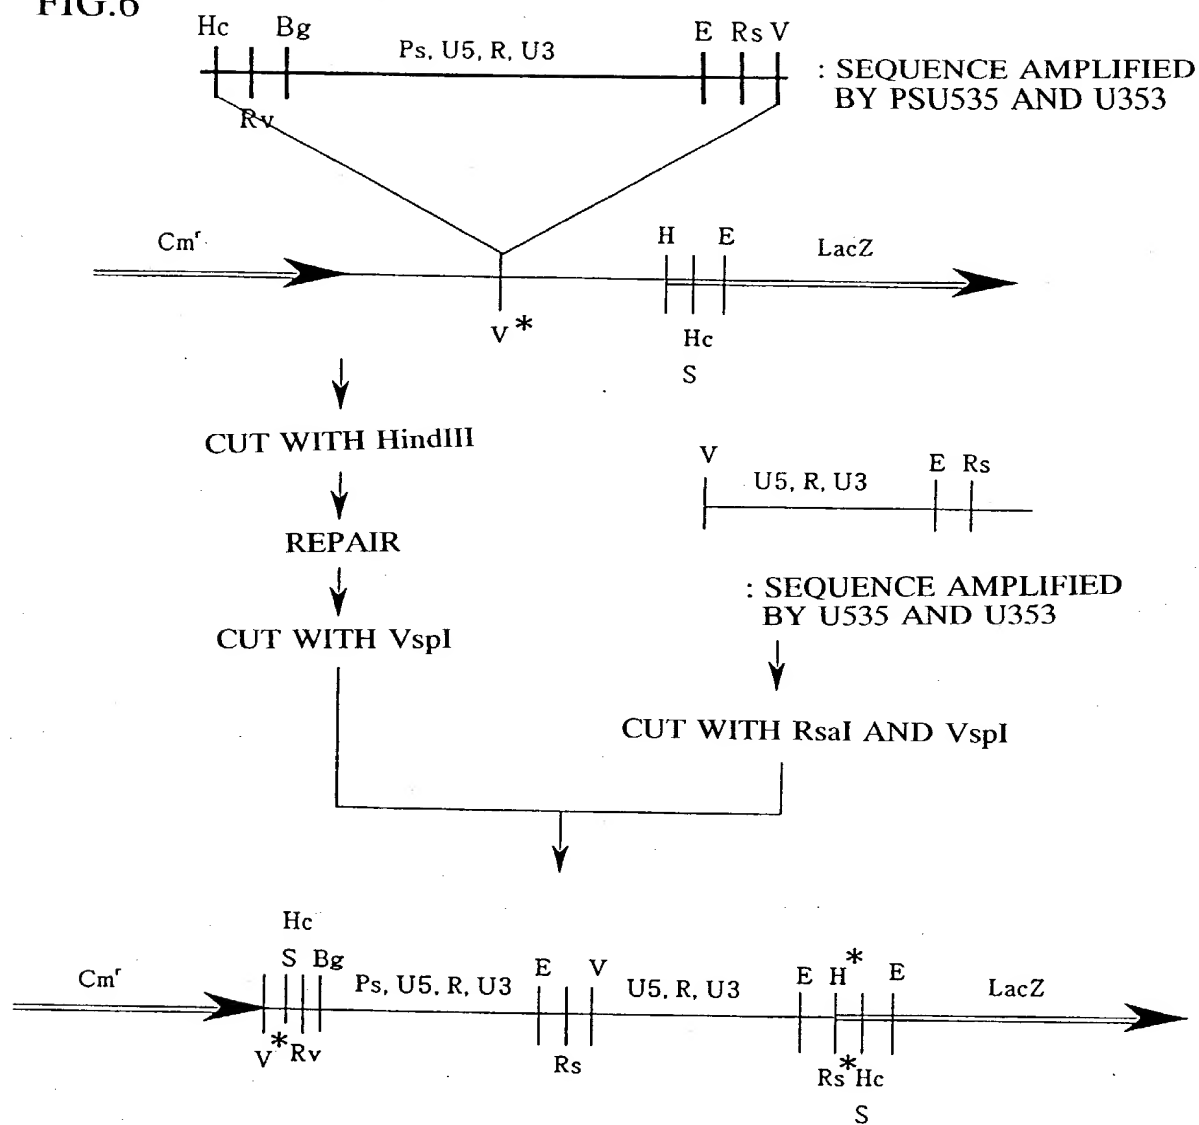 FIG.6
Hc Bg Ps, U5, R, U3 E Rs V
: SEQUENCE AMPLIFIED
BY PSU535 AND U353
Rv
Cmʳ H E LacZ
V* Hc
S
CUT WITH HindIII
V U5, R, U3 E Rs
REPAIR
: SEQUENCE AMPLIFIED
BY U535 AND U353
CUT WITH VspI
CUT WITH RsaI AND VspI
Hc
Cmʳ S Bg Ps, U5, R, U3 E V U5, R, U3 E H* E LacZ
V* Rv Rs Rs* Hc
S